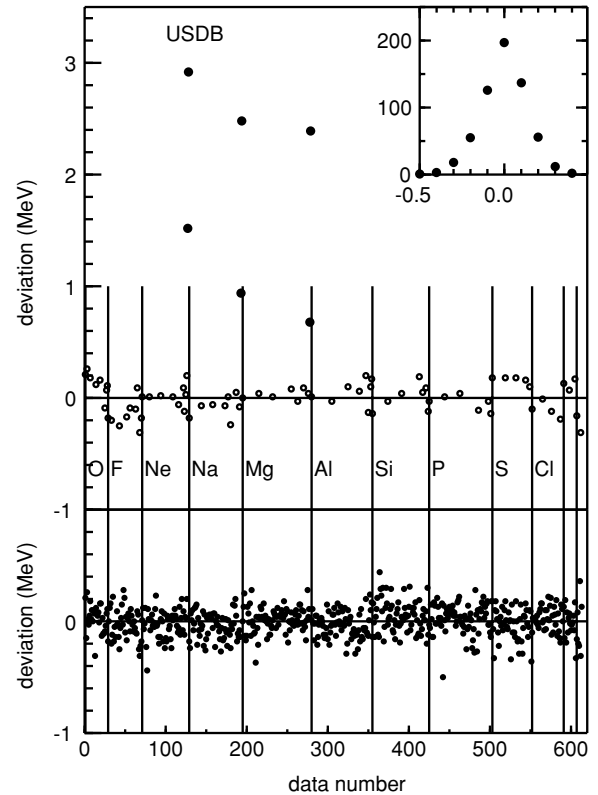 USDB
3
2
1
0
-1
deviation (MeV)
200
100
0
-0.5 0.0
O F Ne Na Mg Al Si P S Cl
0
-1
deviation (MeV)
0 100 200 300 400 500 600
data number